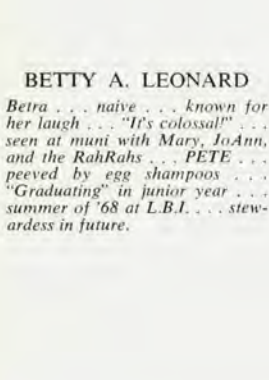 BETTY A. LEONARD
Betra . . . naive . . . known for
her laugh . . . "It's colossal!" . . .
seen at muni with Mary, JoAnn,
and the RahRahs . . . PETE . . .
peeved by egg shampoos . . .
"Graduating" in junior year . . .
summer of '68 at L.B.I. . . . stew-
ardess in future.